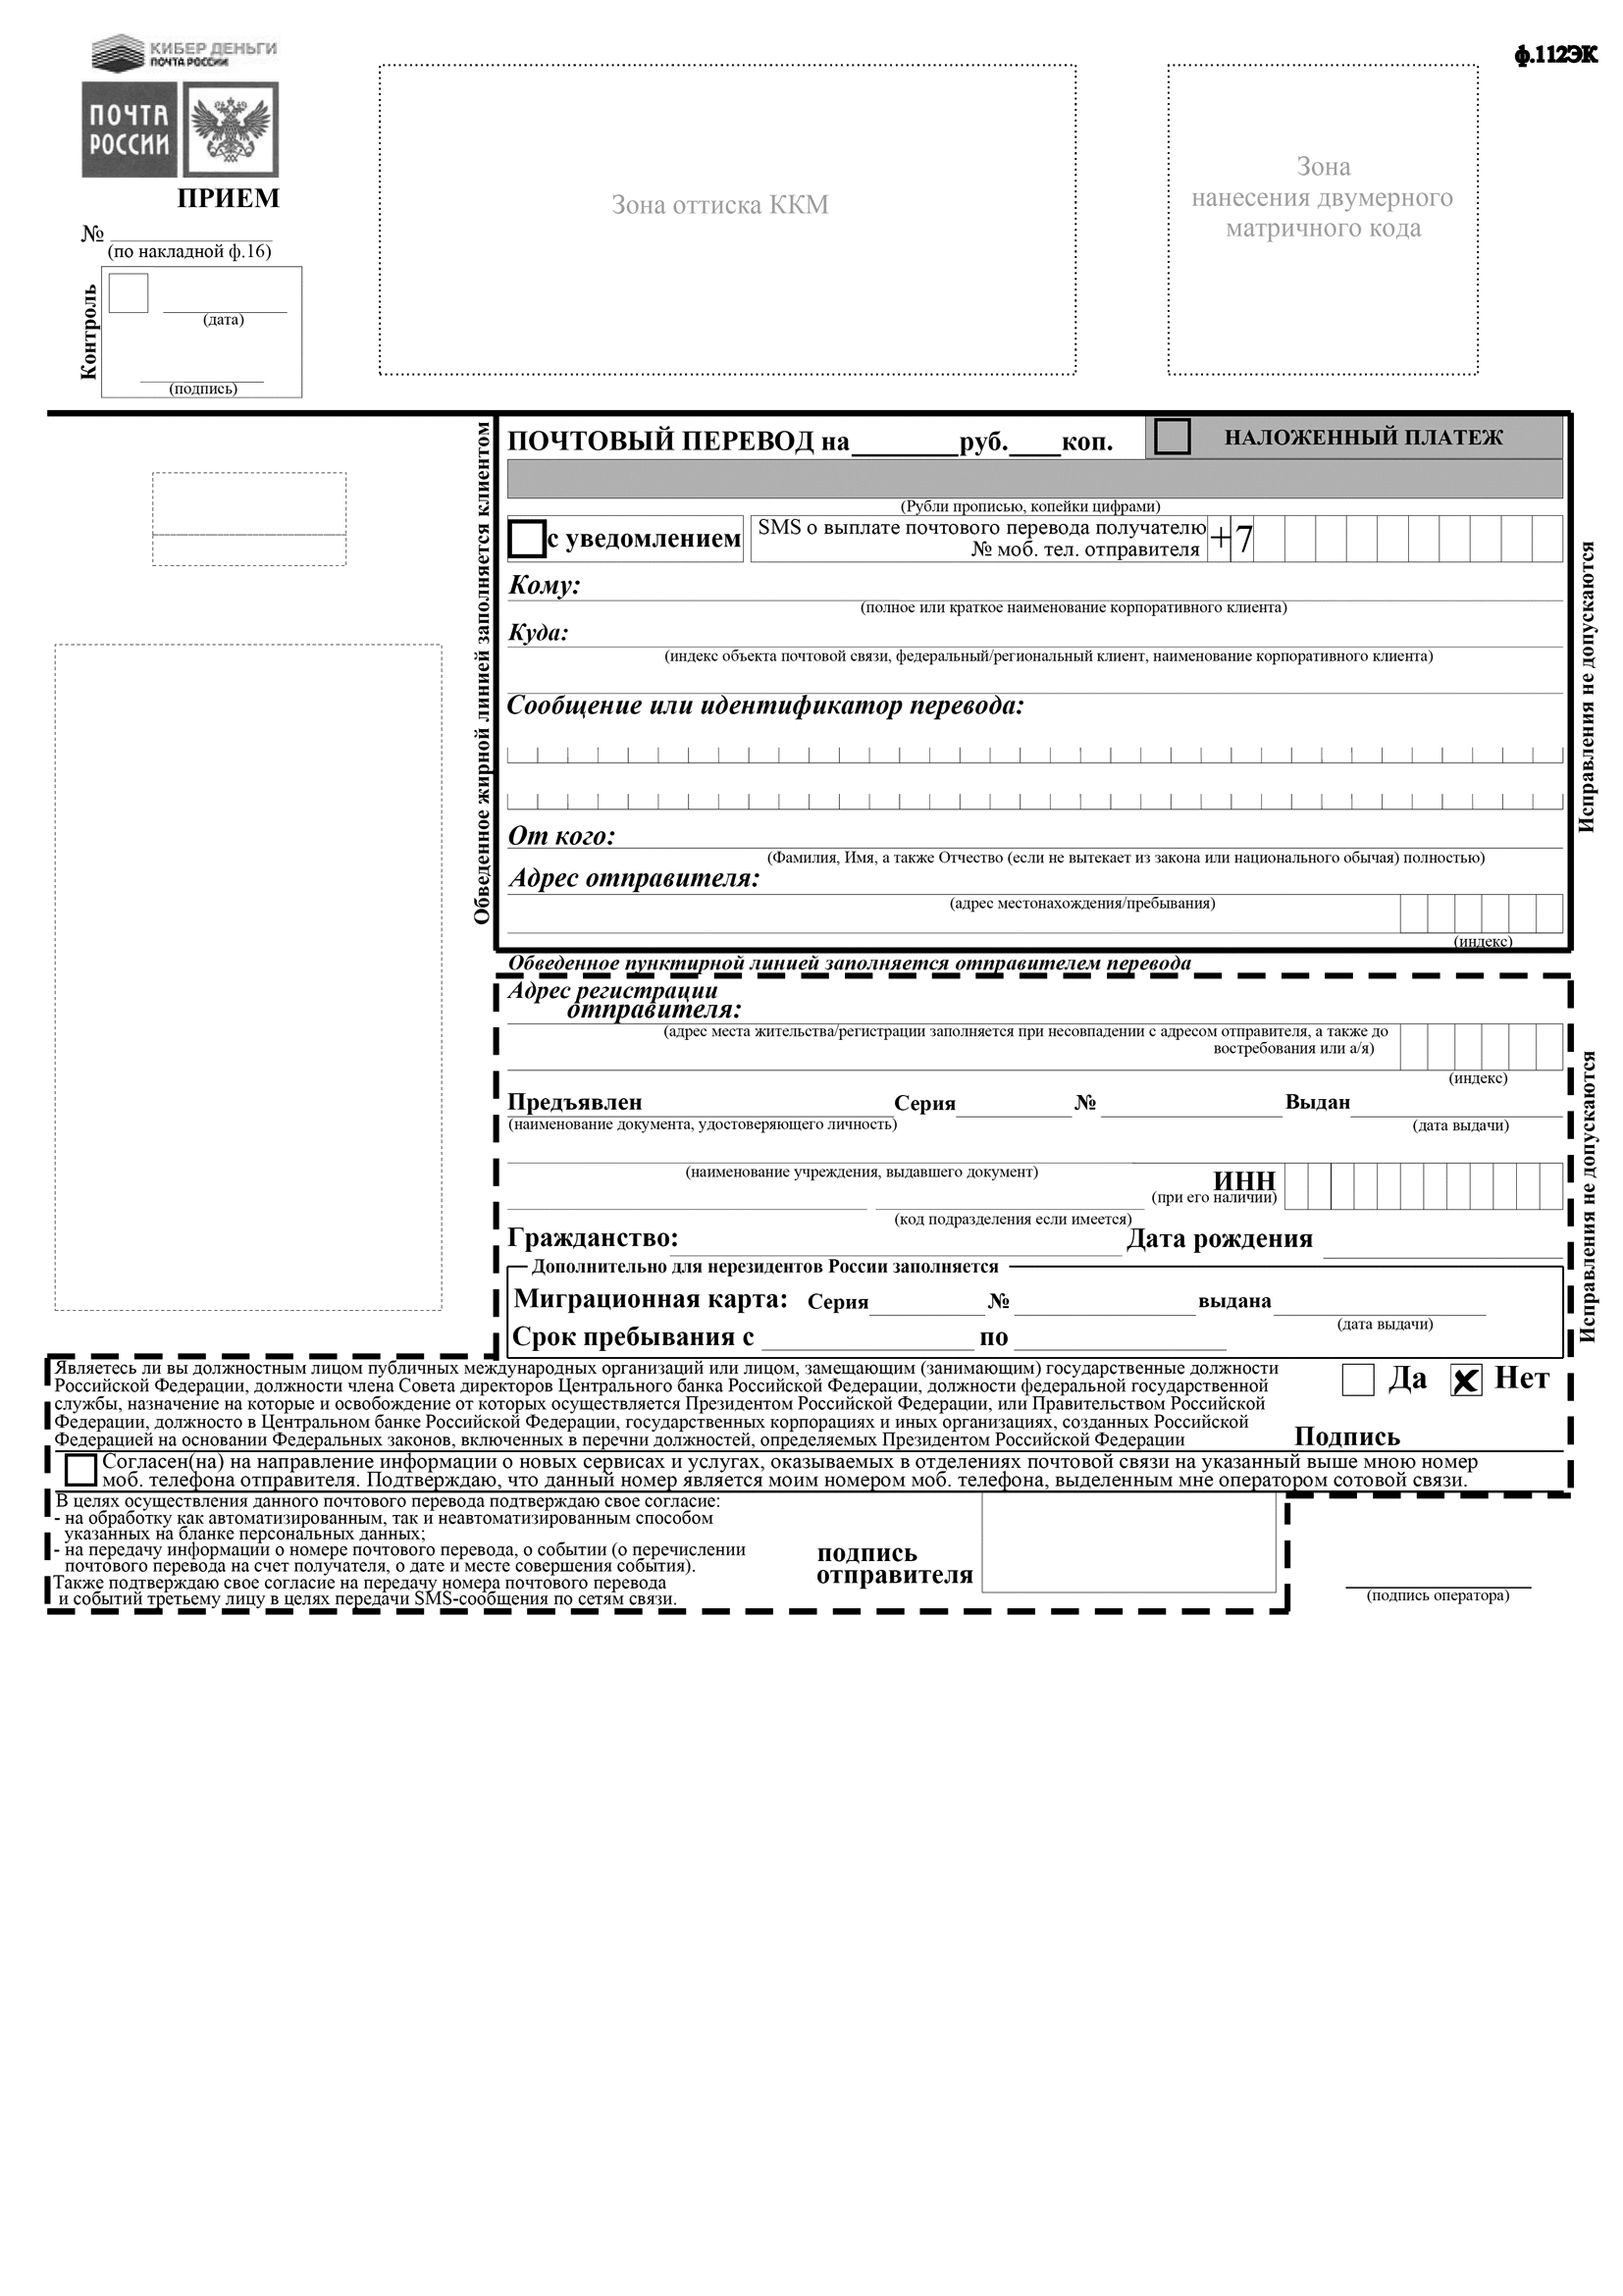 КИБЕР ДЕНЬГИ
ПОЧТА РОССИИ
ф.112ЭК
ПОЧТА
РОССИИ
ПРИЕМ
№
(по накладной ф.16)
Контроль
(дата)
(подпись)
Зона оттиска ККМ
Зона
нанесения двумерного
матричного кода
Обведенное жирной линией заполняется клиентом
ПОЧТОВЫЙ ПЕРЕВОД на________руб.____коп.
НАЛОЖЕННЫЙ ПЛАТЕЖ
(Рубли прописью, копейки цифрами)
с уведомлением
SMS о выплате почтового перевода получателю
№ моб. тел. отправителя
+7
Кому:
(полное или краткое наименование корпоративного клиента)
Куда:
(индекс объекта почтовой связи, федеральный/региональный клиент, наименование корпоративного клиента)
Сообщение или идентификатор перевода:
От кого:
(Фамилия, Имя, а также Отчество (если не вытекает из закона или национального обычая) полностью)
Адрес отправителя:
(адрес местонахождения/пребывания)
(индекс)
Исправления не допускаются
Обведенное пунктирной линией заполняется отправителем перевода
Адрес регистрации
отправителя:
(адрес места жительства/регистрации заполняется при несовпадении с адресом отправителя, а также до
востребования или а/я)
(индекс)
Предъявлен Серия № Выдан
(наименование документа, удостоверяющего личность) (дата выдачи)
(наименование учреждения, выдавшего документ)
ИНН
(при его наличии)
(код подразделения если имеется)
Гражданство: Дата рождения
Дополнительно для нерезидентов России заполняется
Миграционная карта: Серия № выдана
(дата выдачи)
Срок пребывания с по
Исправления не допускаются
Являетесь ли вы должностным лицом публичных международных организаций или лицом, замещающим (занимающим) государственные должности
Российской Федерации, должности члена Совета директоров Центрального банка Российской Федерации, должности федеральной государственной
службы, назначение на которые и освобождение от которых осуществляется Президентом Российской Федерации, или Правительством Российской
Федерации, должносто в Центральном банке Российской Федерации, государственных корпорациях и иных организациях, созданных Российской
Федерацией на основании Федеральных законов, включенных в перечни должностей, определяемых Президентом Российской Федерации
Да Нет
Подпись
Согласен(на) на направление информации о новых сервисах и услугах, оказываемых в отделениях почтовой связи на указанный выше мною номер
моб. телефона отправителя. Подтверждаю, что данный номер является моим номером моб. телефона, выделенным мне оператором сотовой связи.
В целях осуществления данного почтового перевода подтверждаю свое согласие:
- на обработку как автоматизированным, так и неавтоматизированным способом
указанных на бланке персональных данных;
- на передачу информации о номере почтового перевода, о событии (о перечислении
почтового перевода на счет получателя, о дате и месте совершения события).
Также подтверждаю свое согласие на передачу номера почтового перевода
и событий третьему лицу в целях передачи SMS-сообщения по сетям связи.
подпись
отправителя
(подпись оператора)